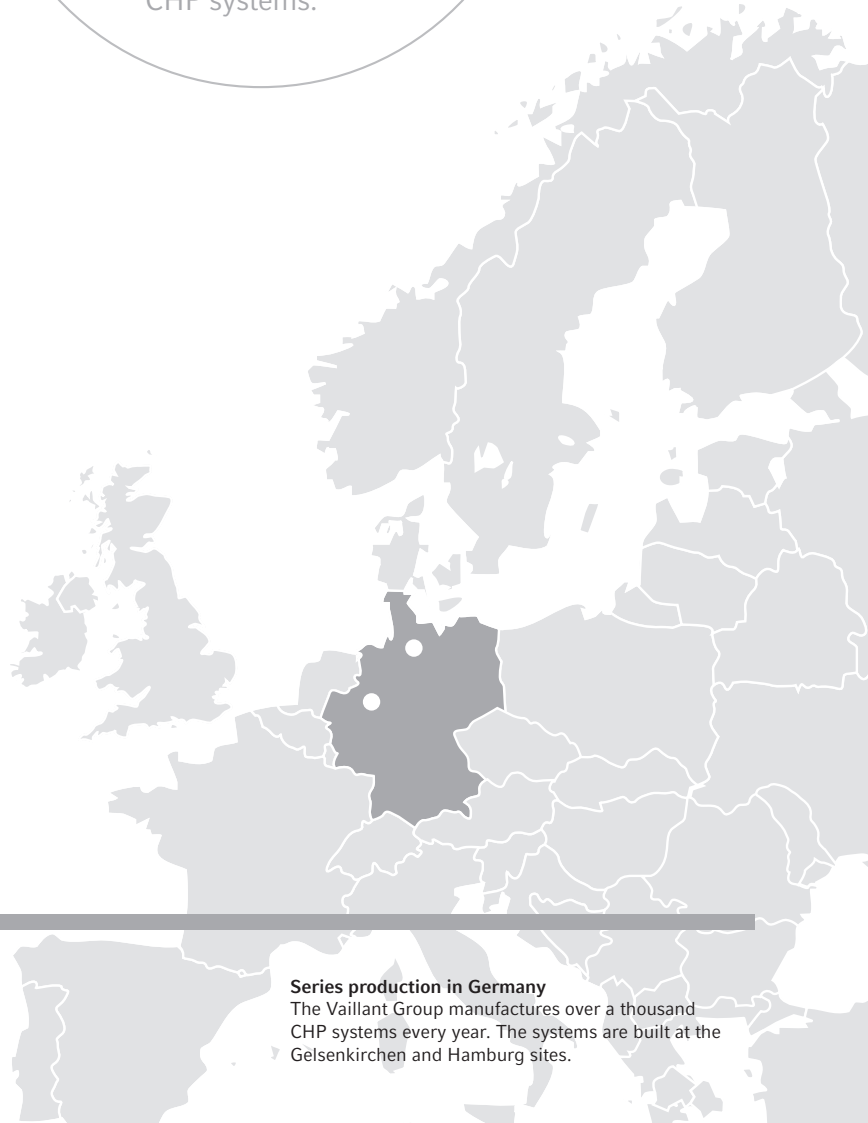 CHP systems.
Series production in Germany
The Vaillant Group manufactures over a thousand
CHP systems every year. The systems are built at the
Gelsenkirchen and Hamburg sites.